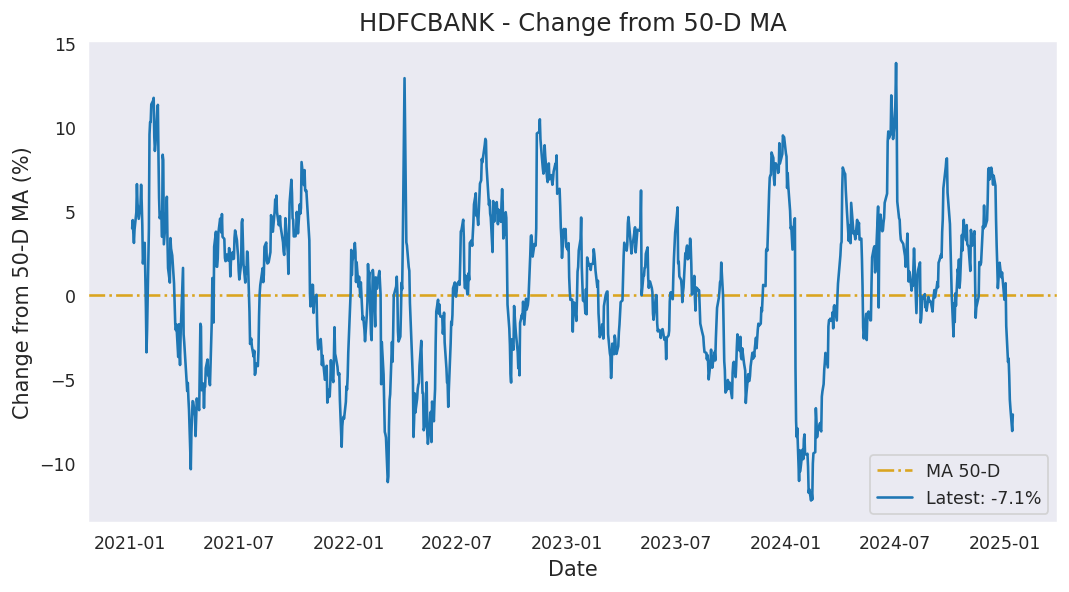 HDFCBANK - Change from 50-D MA
Change from 50-D MA (%)
15
10
5
0
−5
−10
MA 50-D
Latest: -7.1%
2021-01 2021-07 2022-01 2022-07 2023-01 2023-07 2024-01 2024-07 2025-01
Date